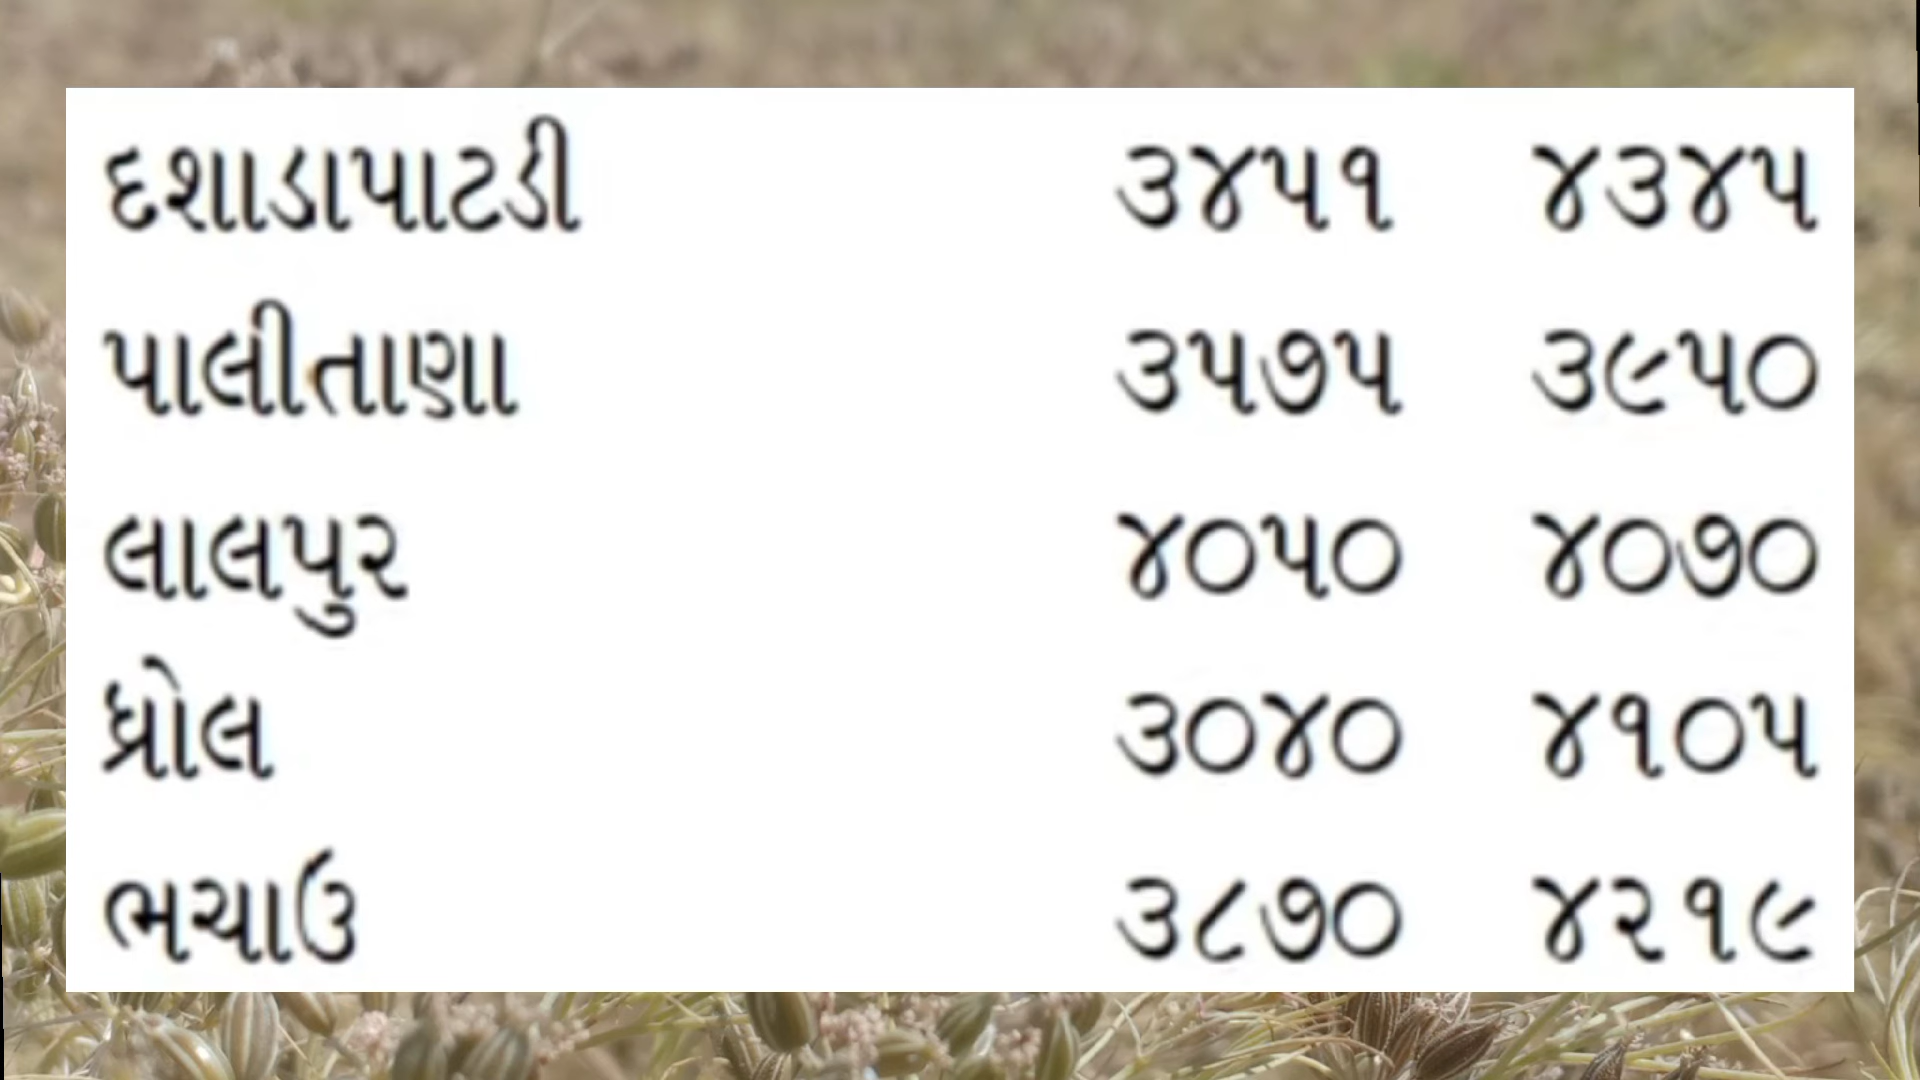 દશાડાપાટડી ૩૪૫૧ ૪૩૪૫
પાલીતાણા ૩૫૭૫ ૩૯૫૦
લાલપુર ૪૦૫૦ ૪૦૭૦
ધ્રોલ ૩૦૪૦ ૪૧૦૫
ભચાઉ ૩૮૭૦ ૪૨૧૯